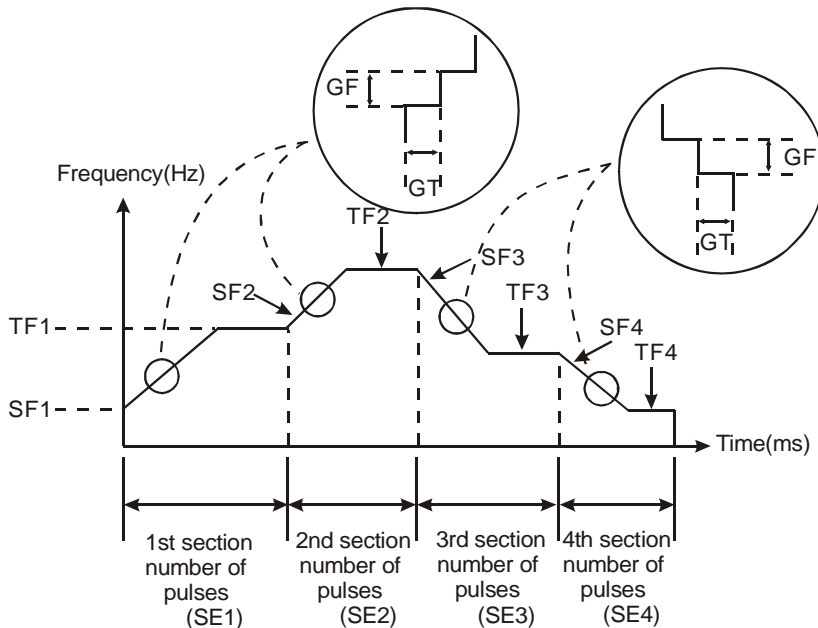 GF
GT
GF
GT
Frequency(Hz)
TF2
SF3
SF2
TF3
TF1
SF4
TF4
SF1
Time(ms)
1st section
number of
pulses
(SE1)
2nd section
number of
pulses
(SE2)
3rd section
number of
pulses
(SE3)
4th section
number of
pulses
(SE4)